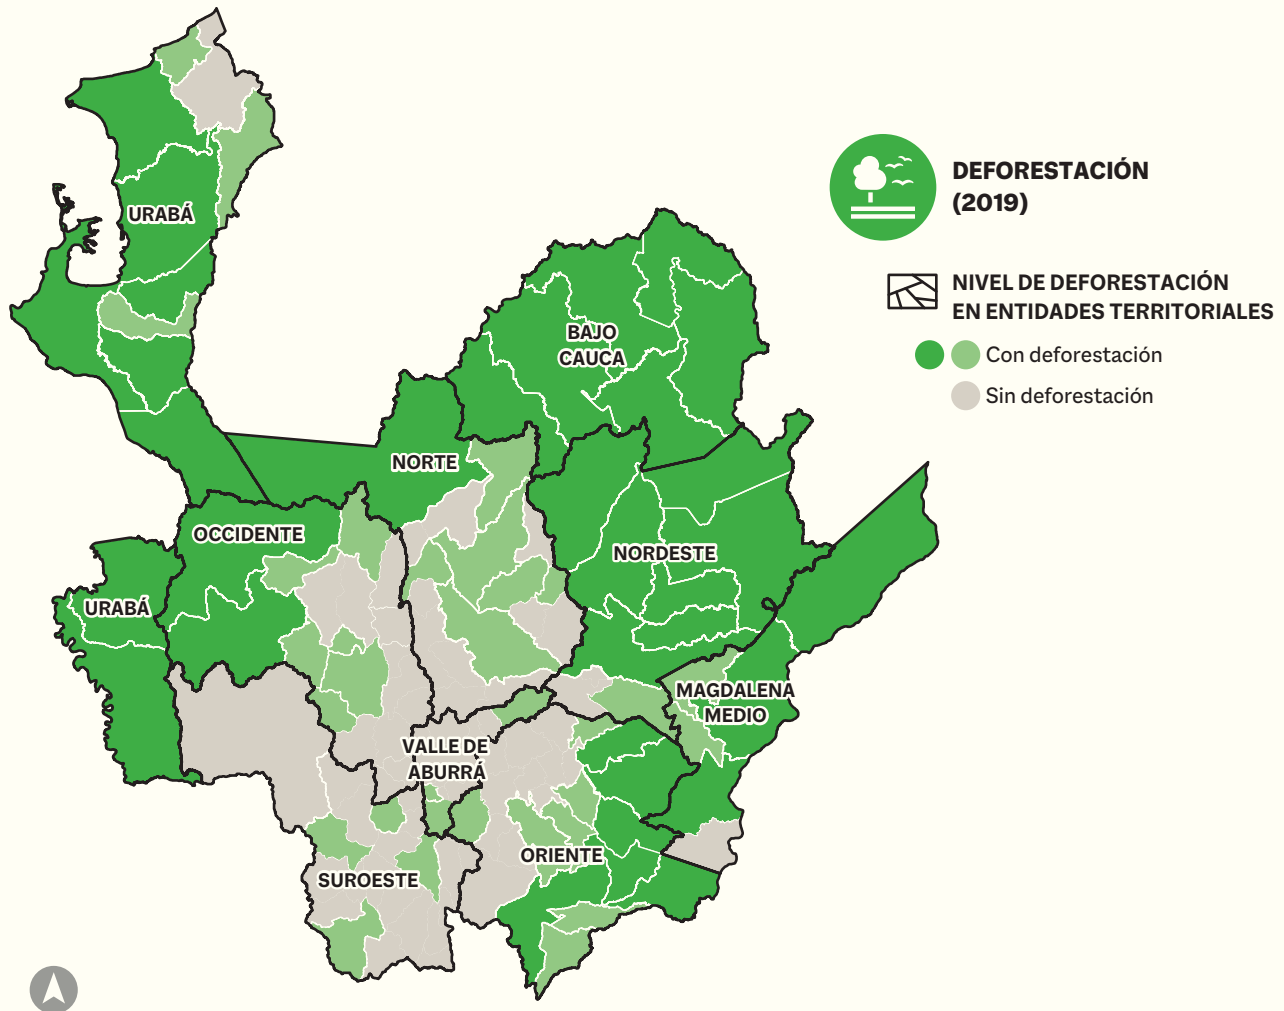 DEFORESTACIÓN
(2019)
NIVEL DE DEFORESTACIÓN
EN ENTIDADES TERRITORIALES
Con deforestación
Sin deforestación
URABÁ
BAJO
CAUCA
NORTE
OCCIDENTE
NORDESTE
URABÁ
MAGDALENA
MEDIO
VALLE DE
ABURRÁ
ORIENTE
SUROESTE